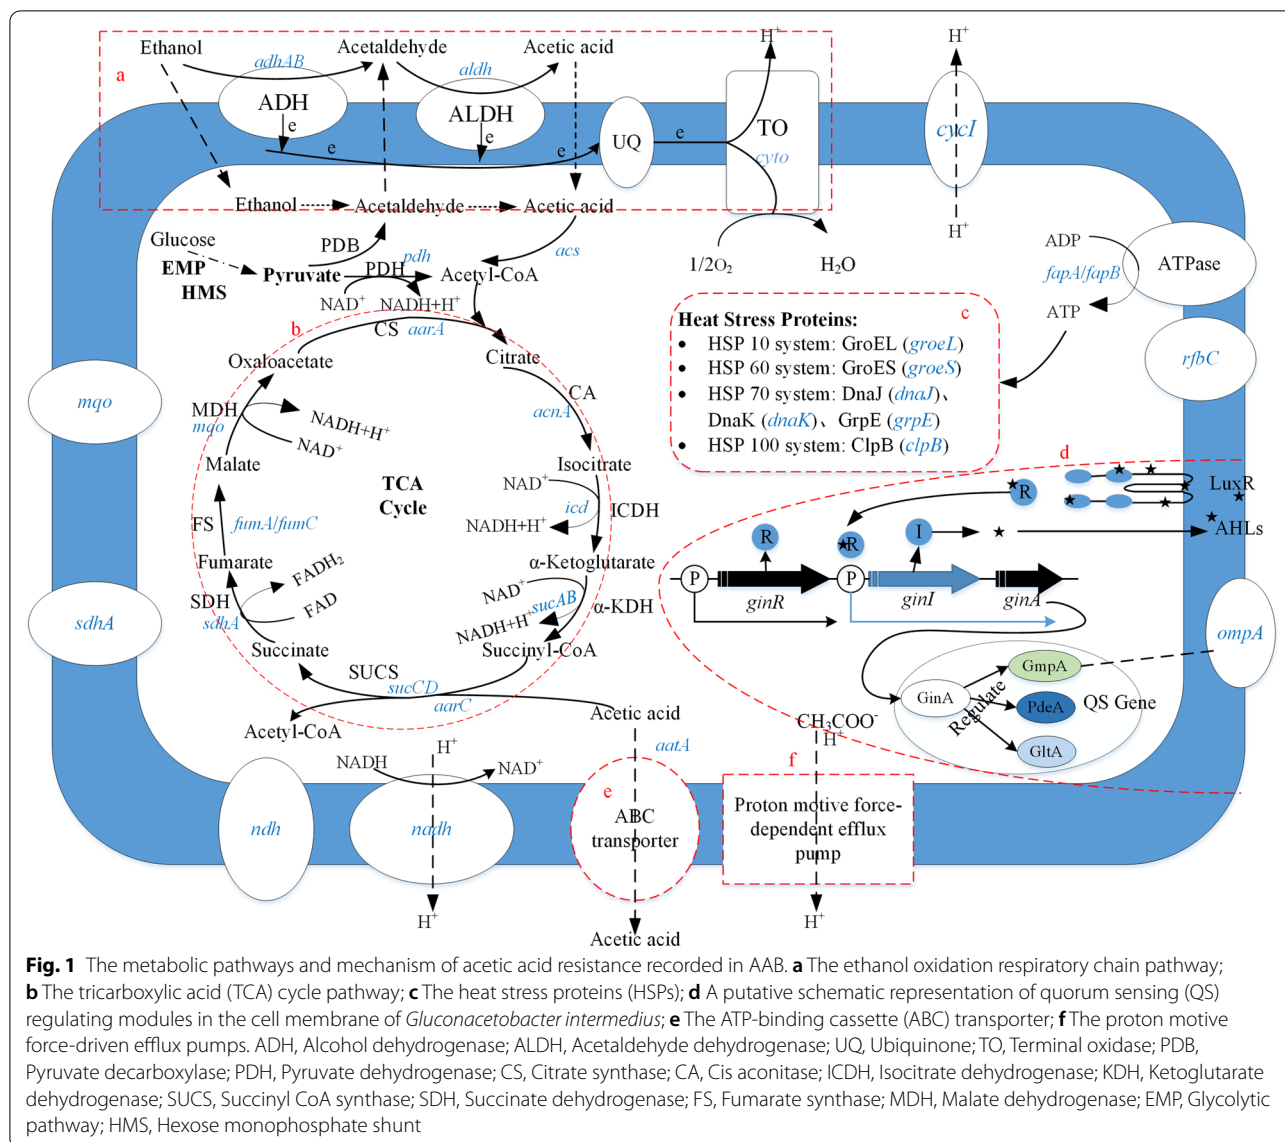 H⁺
H⁺
Ethanol
Acetaldehyde
Acetic acid
a
adhAB
aldh
ADH
ALDH
e
e
e
e
UQ
e
TO
cyto
cycI
Ethanol
Acetaldehyde
Acetic acid
H⁺
Glucose
EMP
HMS
PDB
Pyruvate
pdh
PDH
NAD⁺
NADH+H⁺
acs
Acetyl-CoA
1/2O₂
H₂O
ADP
fapA/fapB
ATP
ATPase
rfbC
b
CS
aarA
Oxaloacetate
Citrate
CA
acnA
MDH
mqo
NADH+H⁺
NAD⁺
Malate
Isocitrate
NAD⁺
icd
ICDH
NADH+H⁺
TCA
Cycle
FS
fumA/fumC
Fumarate
FADH₂
FAD
SDH
sdhA
α-Ketoglutarate
NAD⁺
sucAB
α-KDH
NADH+H⁺
Succinyl-CoA
Succinate
SUCS
sucCD
aarC
Acetyl-CoA
Acetic acid
mqo
sdhA
c
Heat Stress Proteins:
• HSP 10 system: GroEL (groeL)
• HSP 60 system: GroES (groeS)
• HSP 70 system: DnaJ (dnaJ)、
DnaK (dnaK)、GrpE (grpE)
• HSP 100 system: ClpB (clpB)
d
LuxR
AHLs
R
R
R
I
P
P
ginR
ginI
ginA
GinA
Regulate
GmpA
PdeA
GltA
QS Gene
ompA
H⁺
NADH
NAD⁺
ndh
nadh
H⁺
aatA
e
ABC
transporter
Acetic acid
CH₃COO⁻
H⁺
f
Proton motive force-
dependent efflux
pump
H⁺
Fig. 1 The metabolic pathways and mechanism of acetic acid resistance recorded in AAB. a The ethanol oxidation respiratory chain pathway;
b The tricarboxylic acid (TCA) cycle pathway; c The heat stress proteins (HSPs); d A putative schematic representation of quorum sensing (QS)
regulating modules in the cell membrane of Gluconacetobacter intermedius; e The ATP-binding cassette (ABC) transporter; f The proton motive
force-driven efflux pumps. ADH, Alcohol dehydrogenase; ALDH, Acetaldehyde dehydrogenase; UQ, Ubiquinone; TO, Terminal oxidase; PDB,
Pyruvate decarboxylase; PDH, Pyruvate dehydrogenase; CS, Citrate synthase; CA, Cis aconitase; ICDH, Isocitrate dehydrogenase; KDH, Ketoglutarate
dehydrogenase; SUCS, Succinyl CoA synthase; SDH, Succinate dehydrogenase; FS, Fumarate synthase; MDH, Malate dehydrogenase; EMP, Glycolytic
pathway; HMS, Hexose monophosphate shunt